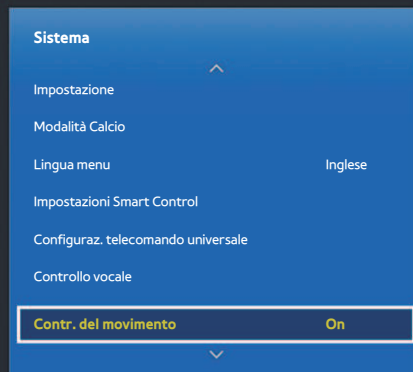 Sistema
Impostazione
Modalità Calcio
Lingua menu Inglese
Impostazioni Smart Control
Configuraz. telecomando universale
Controllo vocale
Contr. del movimento On